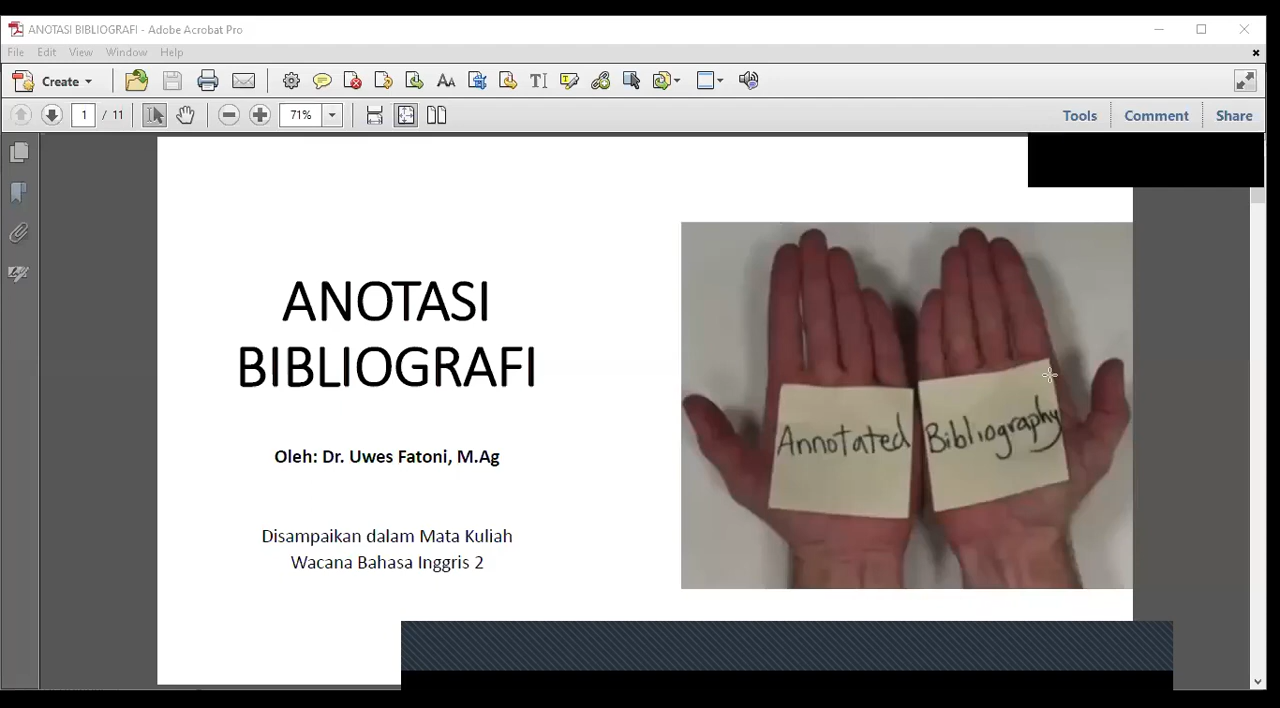 ANOTASI BIBLIOGRAFI - Adobe Acrobat Pro
File Edit View Window Help
Create
1 / 11 71% Tools Comment Share
ANOTASI
BIBLIOGRAFI
Oleh: Dr. Uwes Fatoni, M.Ag
Disampaikan dalam Mata Kuliah
Wacana Bahasa Inggris 2
Annotated Bibliography